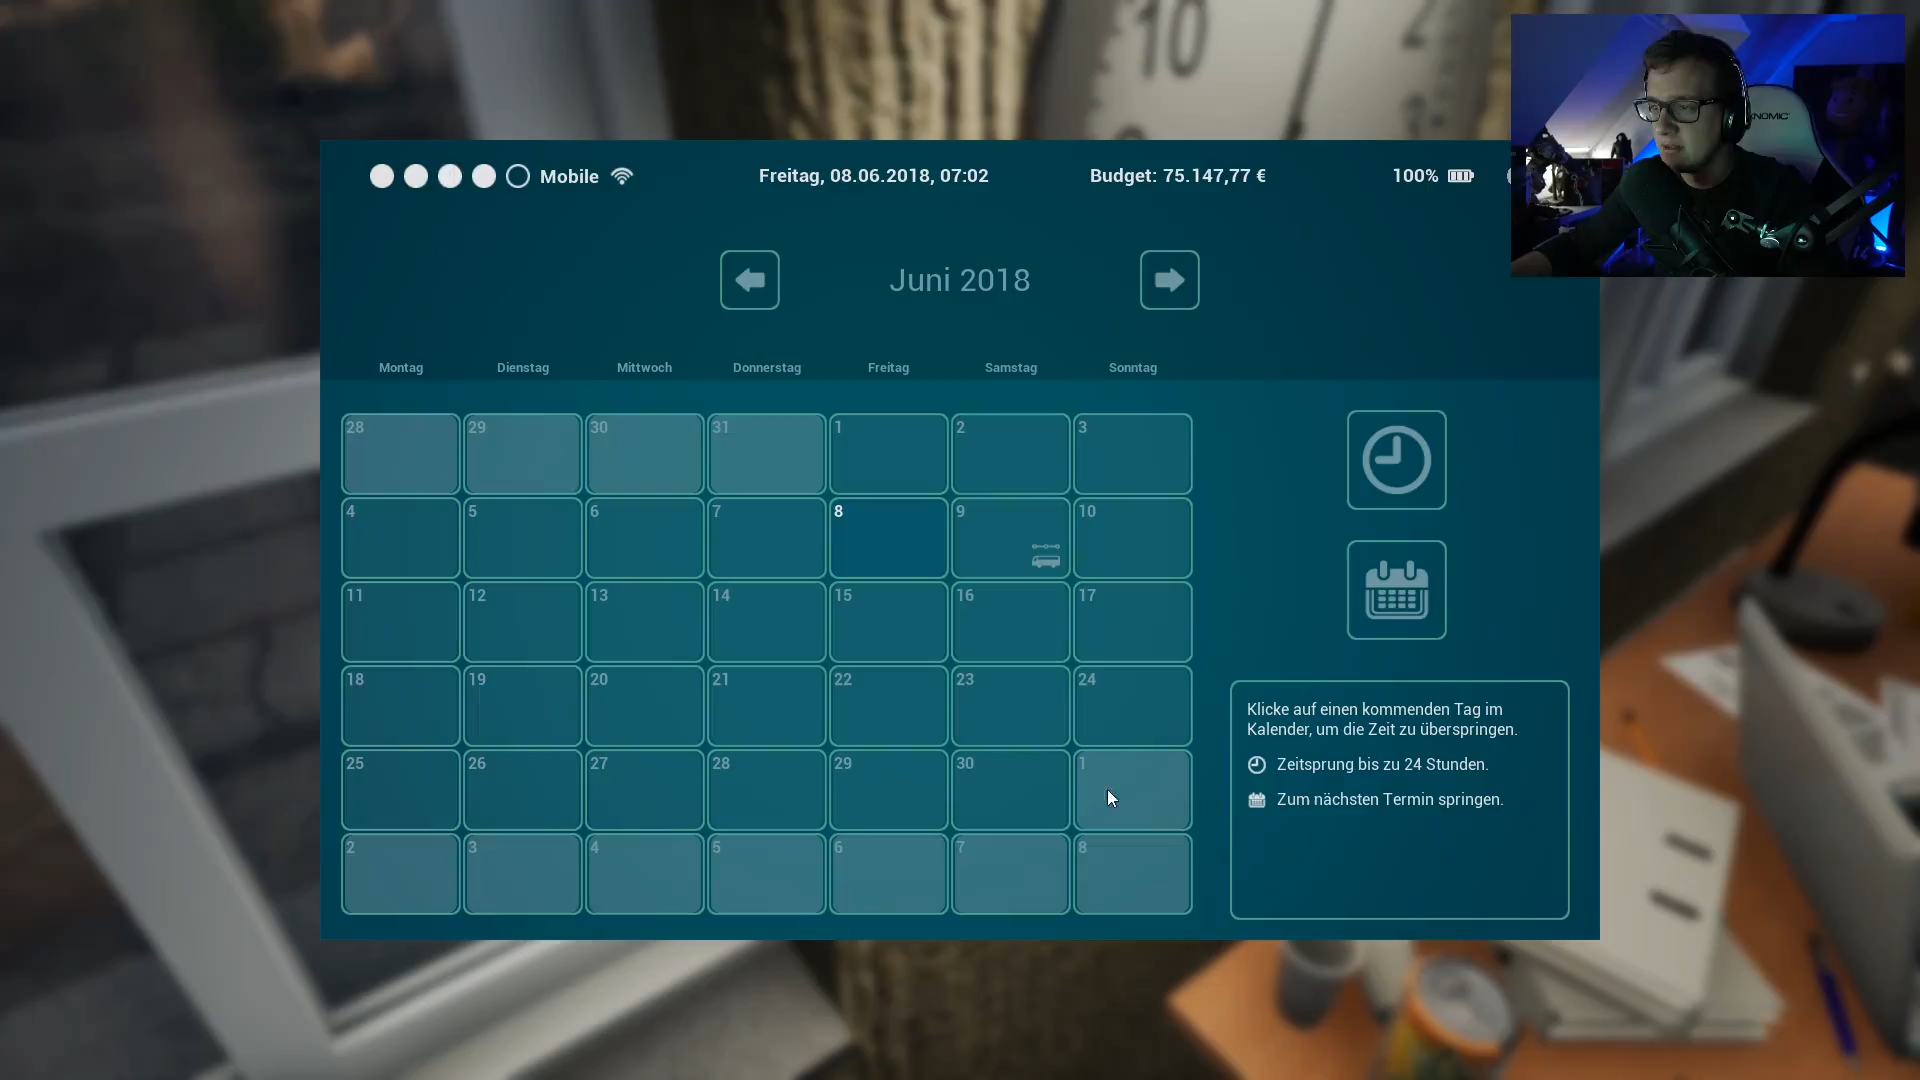 Mobile
Freitag, 08.06.2018, 07:02
Budget: 75.147,77 €
100%
Juni 2018
Montag Dienstag Mittwoch Donnerstag Freitag Samstag Sonntag
28 29 30 31 1 2 3
4 5 6 7 8 9 10
11 12 13 14 15 16 17
18 19 20 21 22 23 24
25 26 27 28 29 30 1
2 3 4 5 6 7 8
Klicke auf einen kommenden Tag im
Kalender, um die Zeit zu überspringen.
Zeitsprung bis zu 24 Stunden.
Zum nächsten Termin springen.
10